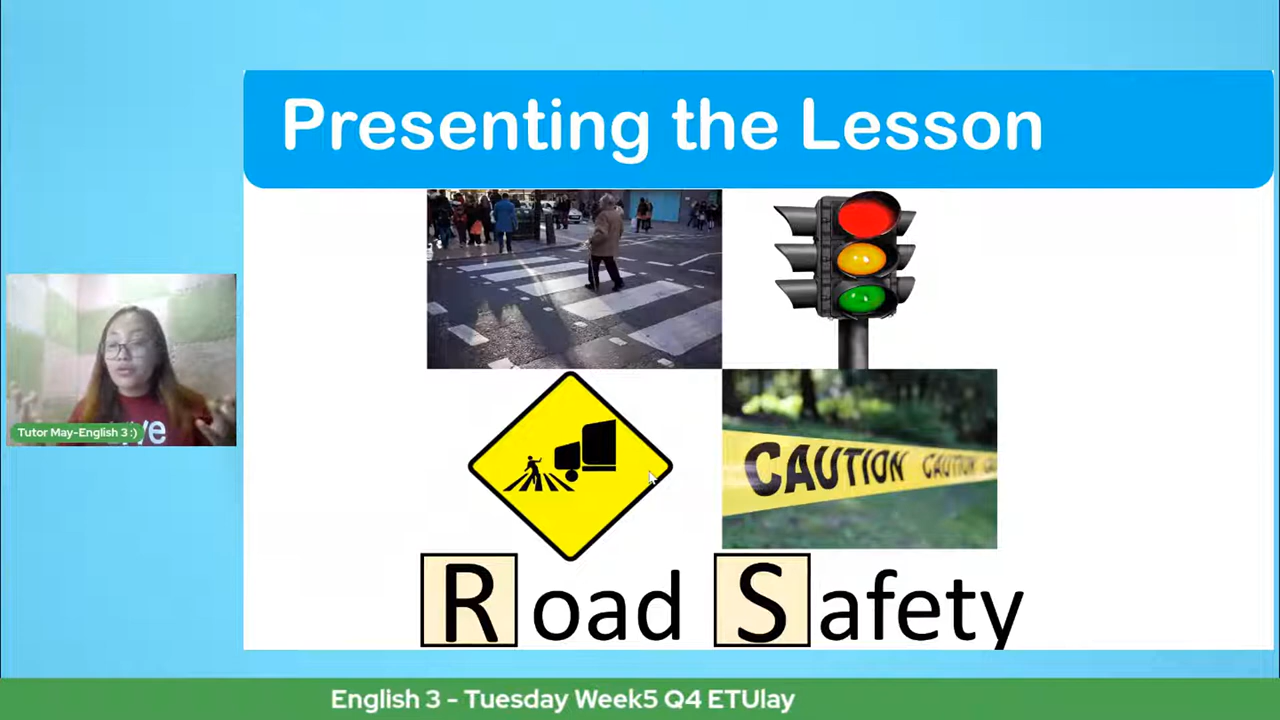 Presenting the Lesson
CAUTION CAUTION
Tutor May-English 3 :)
Road Safety
English 3 - Tuesday Week5 Q4 ETUlay